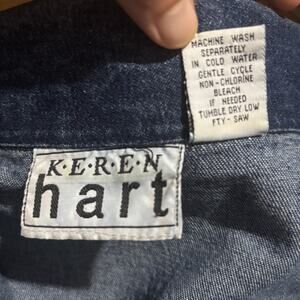 MACHINE WASH
SEPARATELY
IN COLD WATER
GENTLE CYCLE
NON-CHLORINE
BLEACH
IF NEEDED
TUMBLE DRY LOW
FTY - SAW
K·E·R·E·N
hart